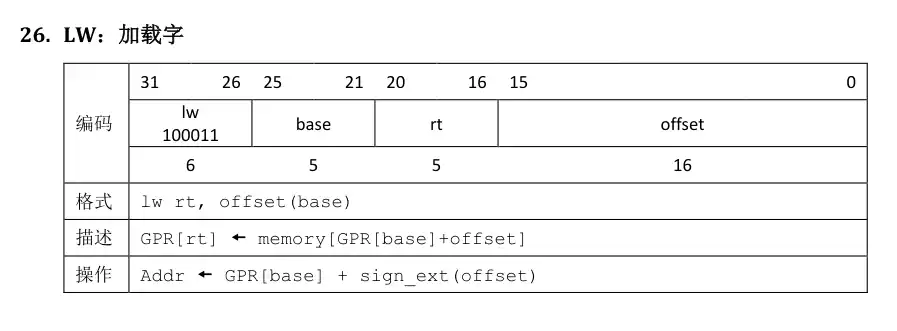 26. LW：加载字
31 26 25 21 20 16 15 0
编码
lw
100011
base rt offset
6 5 5 16
格式 lw rt, offset(base)
描述 GPR[rt] ← memory[GPR[base]+offset]
操作 Addr ← GPR[base] + sign_ext(offset)